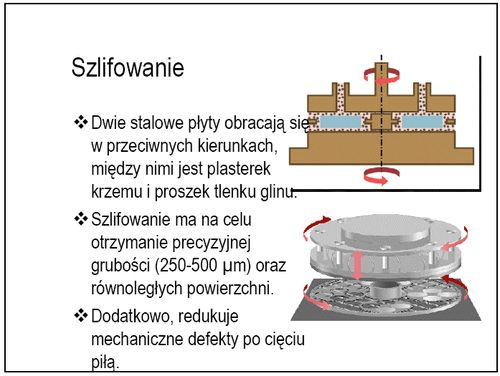 Szlifowanie
❖Dwie stalowe płyty obracają się
w przeciwnych kierunkach,
między nimi jest plasterek
krzemu i proszek tlenku glinu.
❖Szlifowanie ma na celu
otrzymanie precyzyjnej
grubości (250-500 µm) oraz
równoległych powierzchni.
❖Dodatkowo, redukuje
mechaniczne defekty po cięciu
piłą.